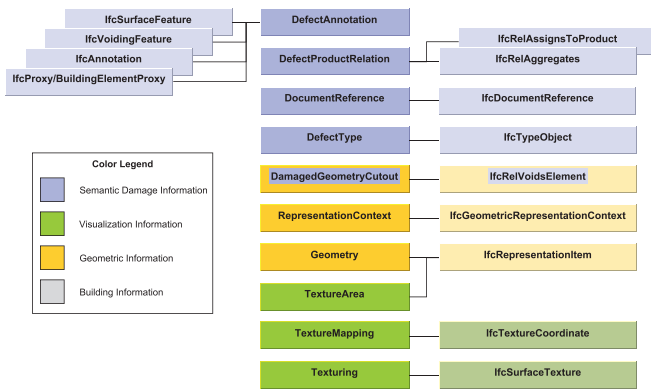 IfcSurfaceFeature
DefectAnnotation
IfcVoidingFeature
IfcRelAssignsToProduct
IfcAnnotation
DefectProductRelation
IfcRelAggregates
IfcProxy/BuildingElementProxy
DocumentReference
IfcDocumentReference
DefectType
IfcTypeObject
Color Legend
DamagedGeometryCutout
IfcRelVoidsElement
Semantic Damage Information
RepresentationContext
IfcGeometricRepresentationContext
Visualization Information
Geometry
IfcRepresentationItem
Geometric Information
TextureArea
Building Information
TextureMapping
IfcTextureCoordinate
Texturing
IfcSurfaceTexture